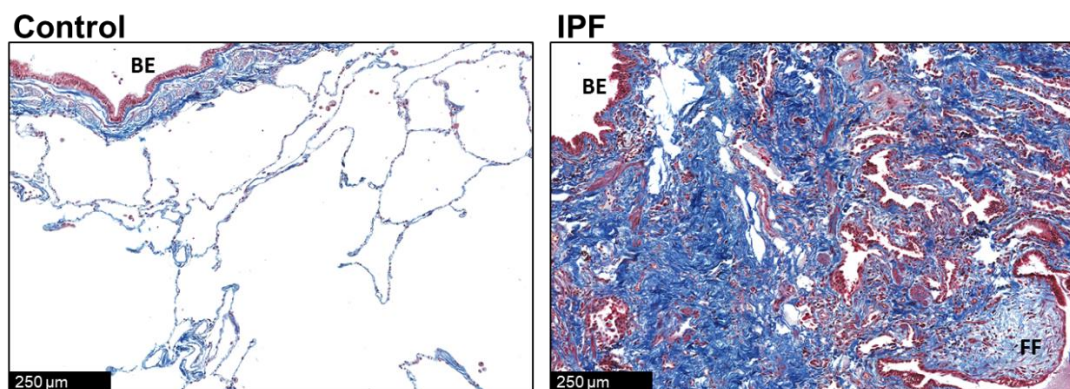 Control
BE
250 µm
IPF
BE
FF
250 µm